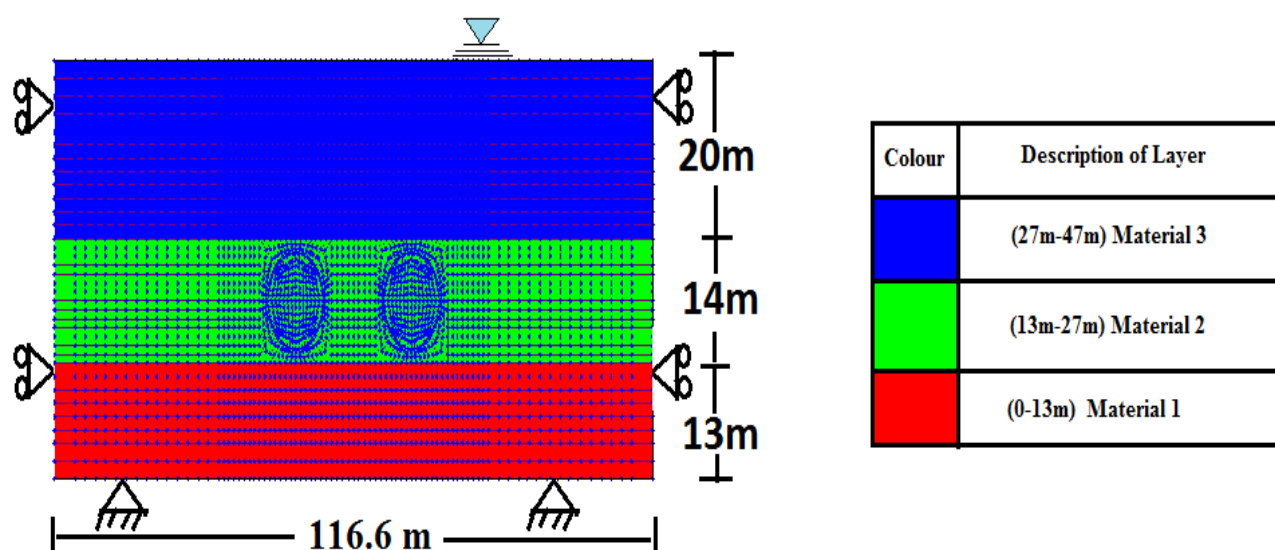 20m
14m
13m
116.6 m
Colour
Description of Layer
(27m-47m) Material 3
(13m-27m) Material 2
(0-13m) Material 1